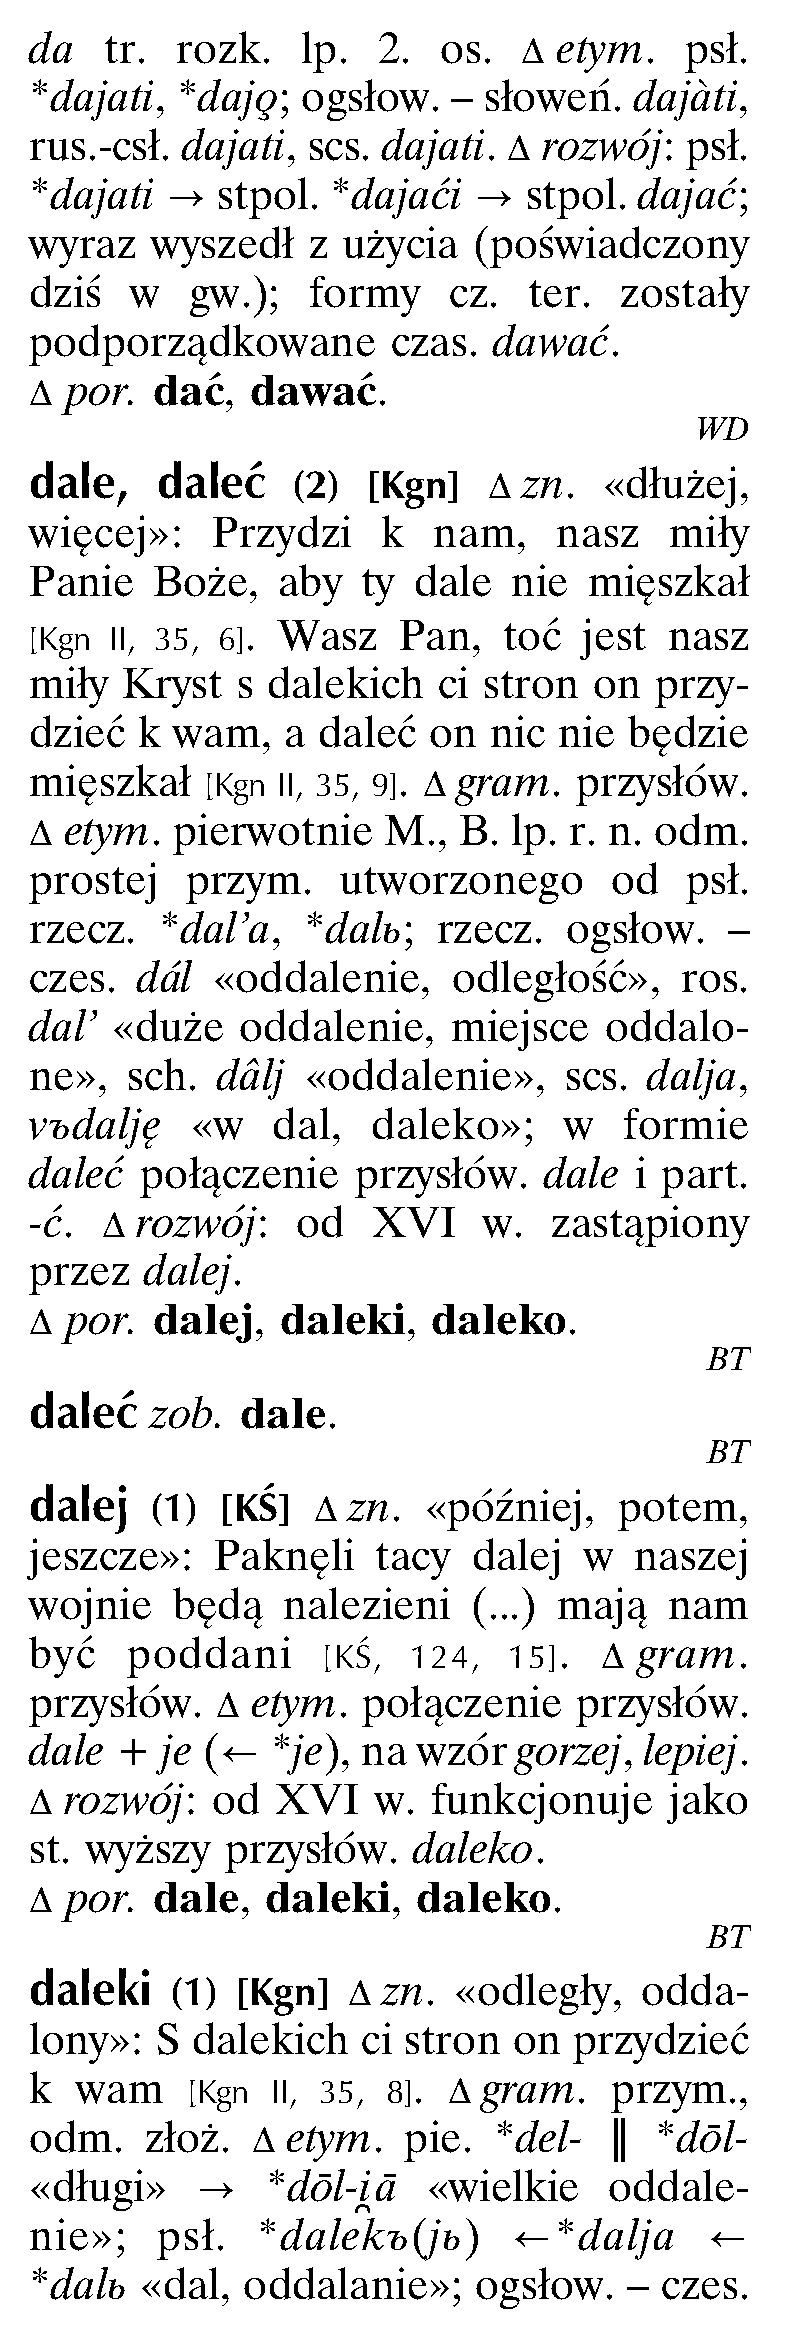 da tr. rozk. lp. 2. os. Δ etym. psł.
*dajati, *dajǫ; ogsłow. – słoweń. dajàti,
rus.-csł. dajati, scs. dajati. Δ rozwój: psł.
*dajati → stpol. *dajaći → stpol. dajać;
wyraz wyszedł z użycia (poświadczony
dziś w gw.); formy cz. ter. zostały
podporządkowane czas. dawać.
Δ por. dać, dawać.
WD
dale, daleć (2) [Kgn] Δ zn. «dłużej,
więcej»: Przydzi k nam, nasz miły
Panie Boże, aby ty dale nie mięszkał
[Kgn II, 35, 6]. Wasz Pan, toć jest nasz
miły Kryst s dalekich ci stron on przy-
dzieć k wam, a daleć on nic nie będzie
mięszkał [Kgn II, 35, 9]. Δ gram. przysłów.
Δ etym. pierwotnie M., B. lp. r. n. odm.
prostej przym. utworzonego od psł.
rzecz. *dal’a, *dalь; rzecz. ogsłow. –
czes. dál «oddalenie, odległość», ros.
dal’ «duże oddalenie, miejsce oddalo-
ne», sch. dâlj «oddalenie», scs. dalja,
vъdalję «w dal, daleko»; w formie
daleć połączenie przysłów. dale i part.
-ć. Δ rozwój: od XVI w. zastąpiony
przez dalej.
Δ por. dalej, daleki, daleko.
BT
daleć zob. dale.
BT
dalej (1) [KŚ] Δ zn. «później, potem,
jeszcze»: Paknęli tacy dalej w naszej
wojnie będą nalezieni (...) mają nam
być poddani [KŚ, 124, 15]. Δ gram.
przysłów. Δ etym. połączenie przysłów.
dale + je (← *je), na wzór gorzej, lepiej.
Δ rozwój: od XVI w. funkcjonuje jako
st. wyższy przysłów. daleko.
Δ por. dale, daleki, daleko.
BT
daleki (1) [Kgn] Δ zn. «odległy, odda-
lony»: S dalekich ci stron on przydzieć
k wam [Kgn II, 35, 8]. Δ gram. przym.,
odm. złoż. Δ etym. pie. *del- ‖ *dōl-
«długi» → *dōl-i̯ā «wielkie oddale-
nie»; psł. *dalekъ(jь) ←*dalja ←
*dalь «dal, oddalanie»; ogsłow. – czes.